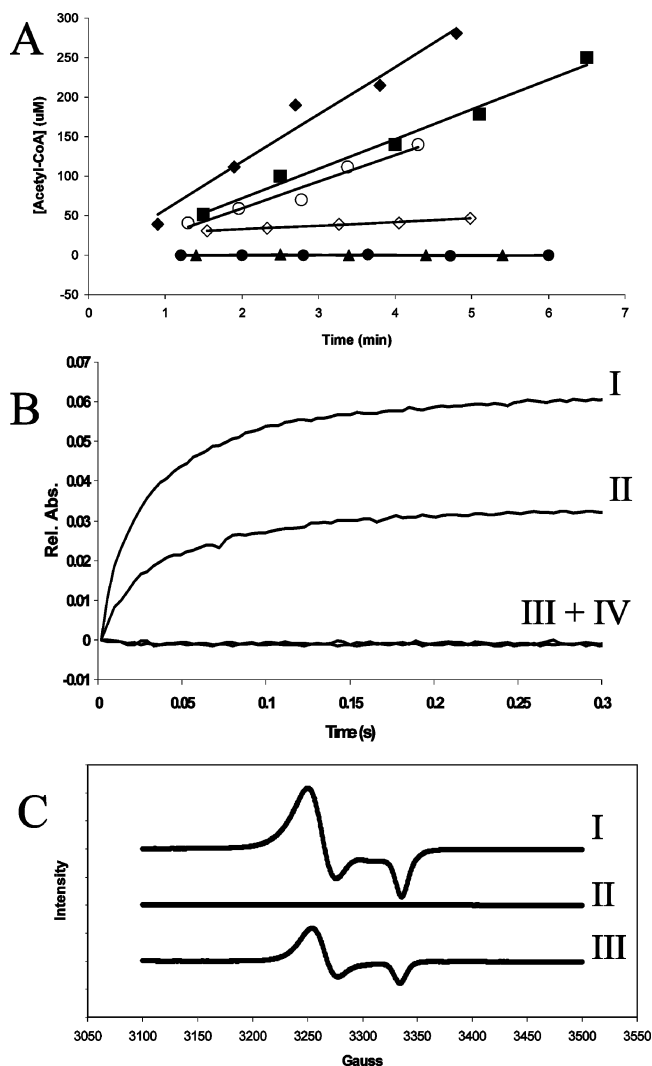 A
[Acetyl-CoA] (uM)
300
250
200
150
100
50
0
-50
0 1 2 3 4 5 6 7
Time (min)
B
Rel. Abs.
0.07
0.06
0.05
0.04
0.03
0.02
0.01
0
-0.01
I
II
III + IV
0 0.05 0.1 0.15 0.2 0.25 0.3
Time (s)
C
Intensity
I
II
III
3050 3100 3150 3200 3250 3300 3350 3400 3450 3500 3550
Gauss